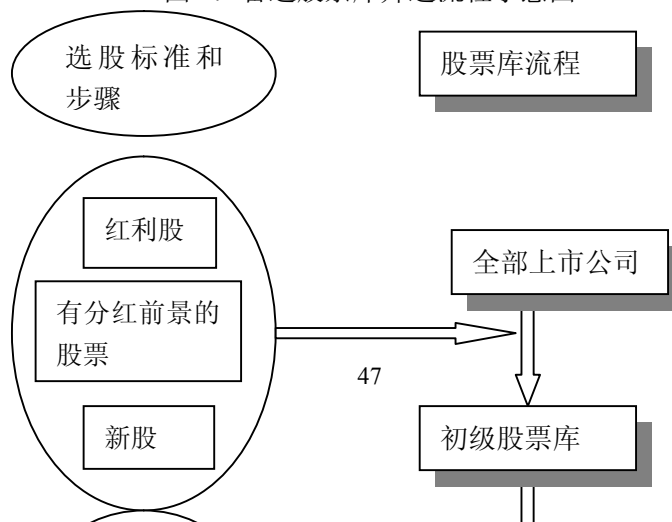 选股标准和
步骤
股票库流程
红利股
全部上市公司
有分红前景的
股票
47
新股
初级股票库